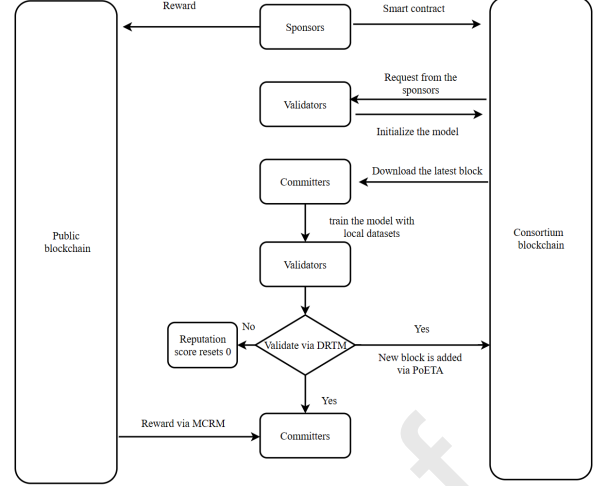 Reward
Smart contract
Sponsors
Request from the
sponsors
Validators
Initialize the model
Download the latest block
Committers
train the model with
local datasets
Public
blockchain
Consortium
blockchain
Validators
No
Yes
Reputation
score resets 0
Validate via DRTM
New block is added
via PoETA
Yes
Reward via MCRM
Committers
f